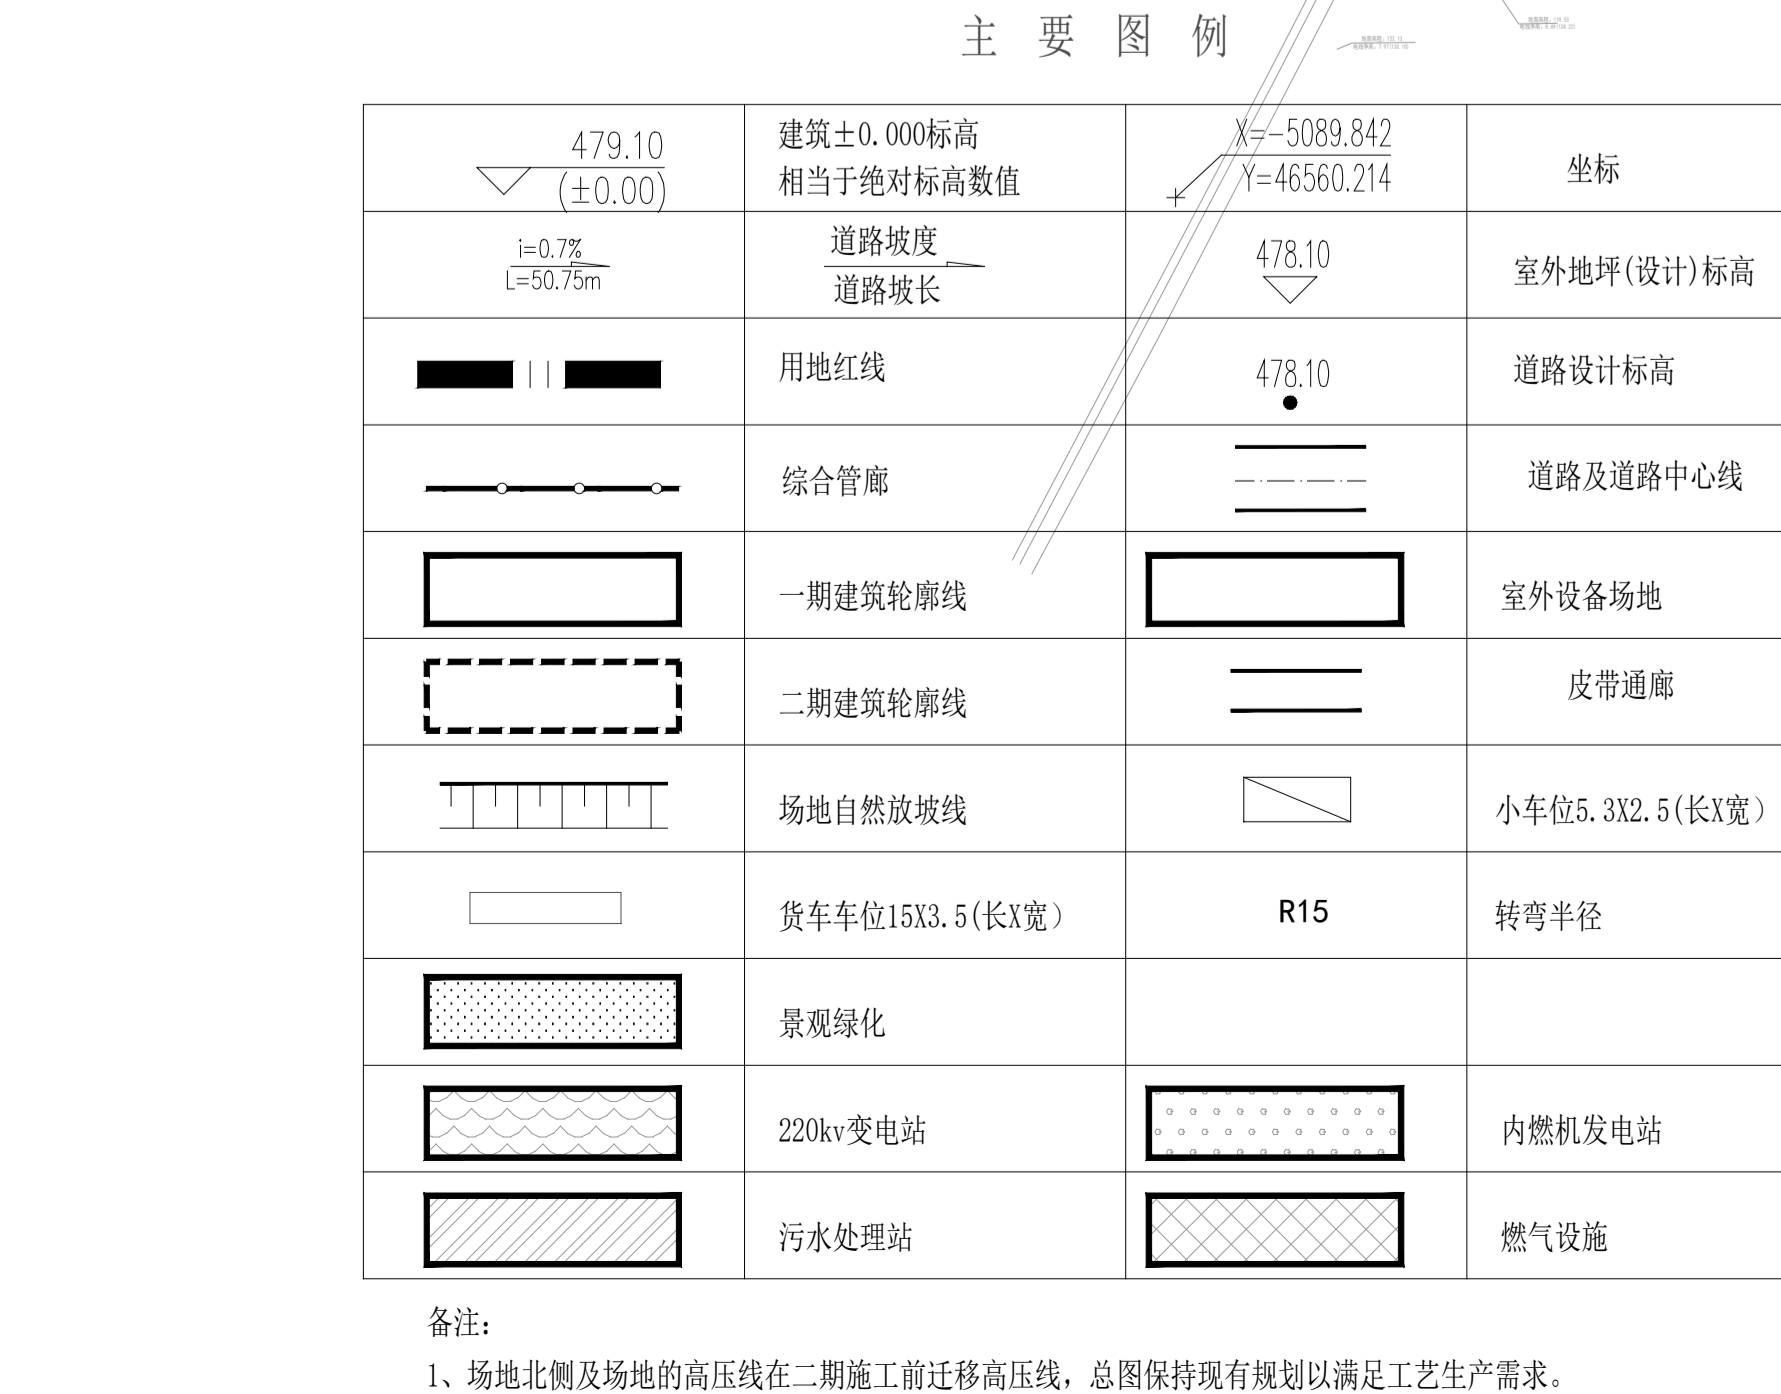 主要图例
479.10
(±0.00)
建筑±0.000标高
相当于绝对标高数值
X=-5089.842
Y=46560.214
坐标
i=0.7%
L=50.75m
道路坡度
道路坡长
478.10
室外地坪(设计)标高
用地红线
478.10
道路设计标高
综合管廊
道路及道路中心线
一期建筑轮廓线
室外设备场地
二期建筑轮廓线
皮带通廊
场地自然放坡线
小车位5.3X2.5(长X宽）
货车车位15X3.5(长X宽）
R15
转弯半径
景观绿化
220kv变电站
内燃机发电站
污水处理站
燃气设施
备注：
1、场地北侧及场地的高压线在二期施工前迁移高压线，总图保持现有规划以满足工艺生产需求。